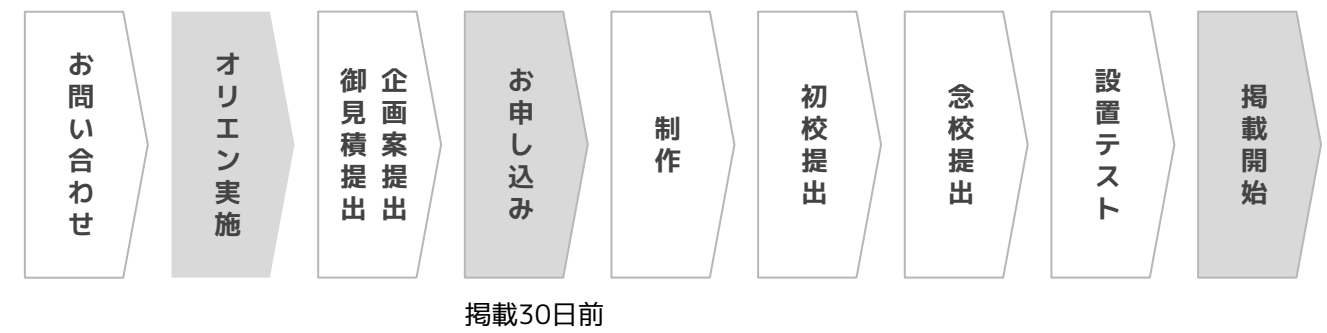 お問い合わせ
オリエン実施
企画案提出
御見積提出
お申し込み
制作
初校提出
念校提出
設置テスト
掲載開始
掲載30日前